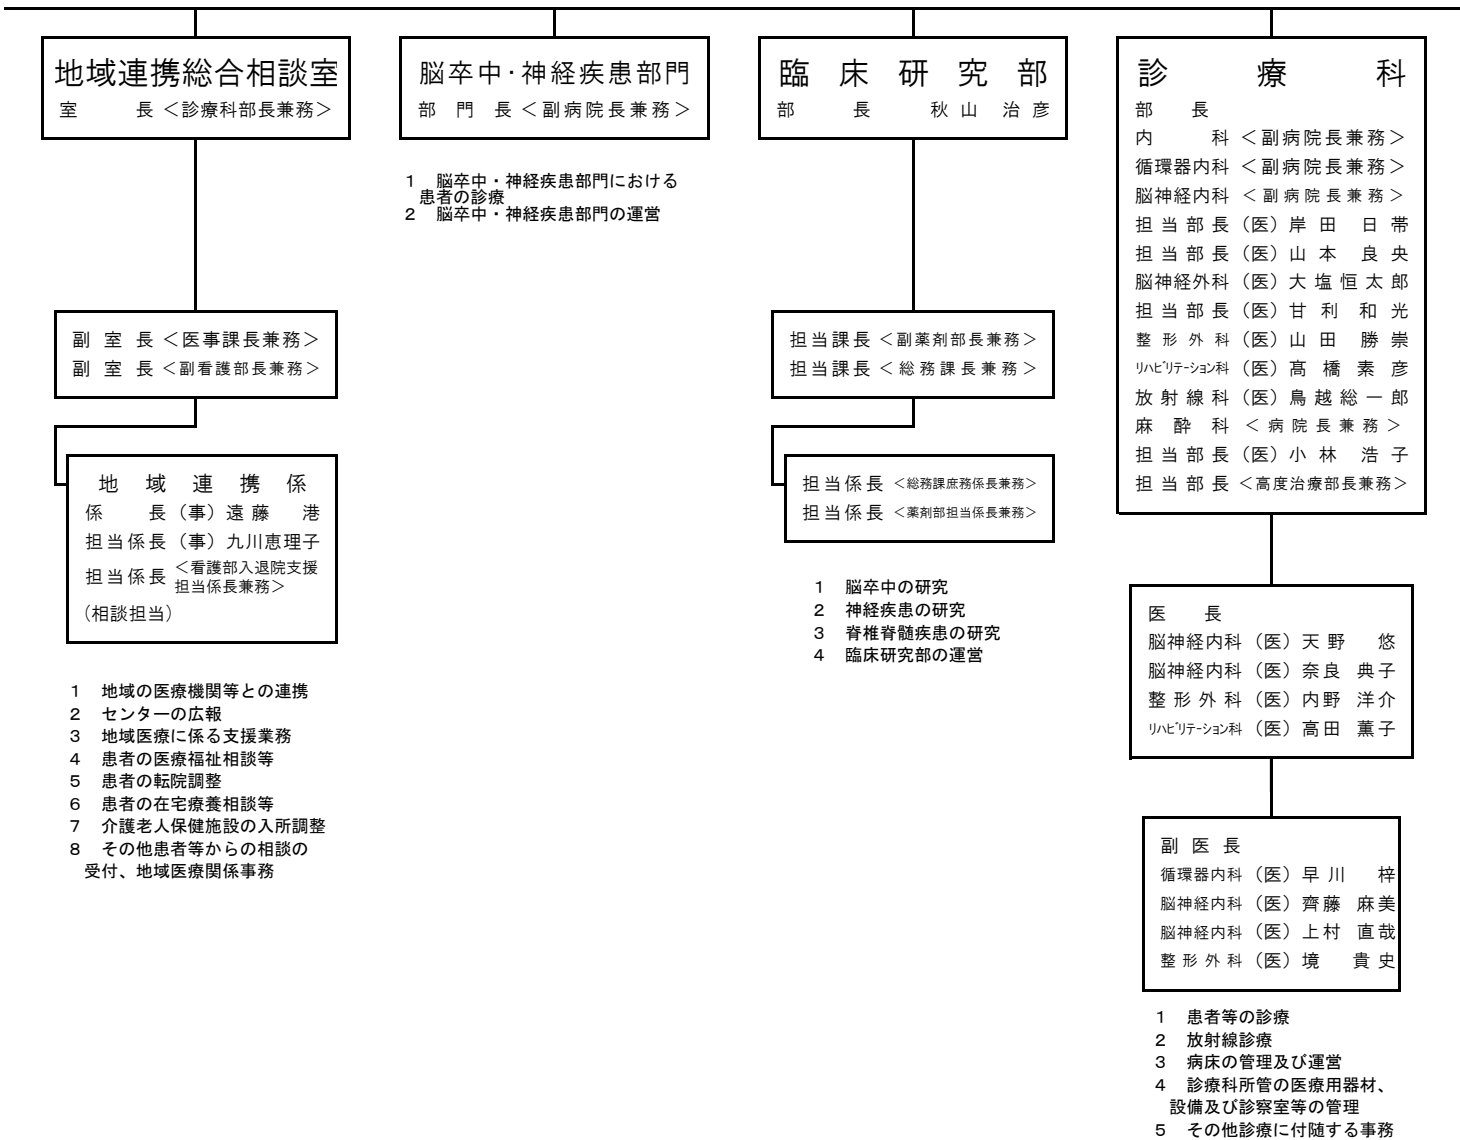 地域連携総合相談室
室長＜診療科部長兼務＞
副室長＜医事課長兼務＞
副室長＜副看護部長兼務＞
地域連携係
係長（事）遠藤　港
担当係長（事）九川恵理子
担当係長＜看護部入退院支援
担当係長兼務＞
（相談担当）
１　地域の医療機関等との連携
２　センターの広報
３　地域医療に係る支援業務
４　患者の医療福祉相談等
５　患者の転院調整
６　患者の在宅療養相談等
７　介護老人保健施設の入所調整
８　その他患者等からの相談の
受付、地域医療関係事務
脳卒中・神経疾患部門
部門長＜副病院長兼務＞
１　脳卒中・神経疾患部門における
患者の診療
２　脳卒中・神経疾患部門の運営
臨床研究部
部長　秋山　治彦
担当課長＜副薬剤部長兼務＞
担当課長＜総務課長兼務＞
担当係長＜総務課庶務係長兼務＞
担当係長＜薬剤部担当係長兼務＞
１　脳卒中の研究
２　神経疾患の研究
３　脊椎脊髄疾患の研究
４　臨床研究部の運営
診療科
部長
内科＜副病院長兼務＞
循環器内科＜副病院長兼務＞
脳神経内科＜副病院長兼務＞
担当部長（医）岸田　日帯
担当部長（医）山本　良央
脳神経外科（医）大塩恒太郎
担当部長（医）甘利　和光
整形外科（医）山田　勝崇
ﾘﾊﾋﾞﾘﾃｰｼｮﾝ科（医）髙橋　素彦
放射線科（医）鳥越総一郎
麻酔科＜病院長兼務＞
担当部長（医）小林　浩子
担当部長＜高度治療部長兼務＞
医長
脳神経内科（医）天野　悠
脳神経内科（医）奈良　典子
整形外科（医）内野　洋介
ﾘﾊﾋﾞﾘﾃｰｼｮﾝ科（医）高田　薫子
副医長
循環器内科（医）早川　梓
脳神経内科（医）齊藤　麻美
脳神経内科（医）上村　直哉
整形外科（医）境　貴史
１　患者等の診療
２　放射線診療
３　病床の管理及び運営
４　診療科所管の医療用器材、
設備及び診察室等の管理
５　その他診療に付随する事務